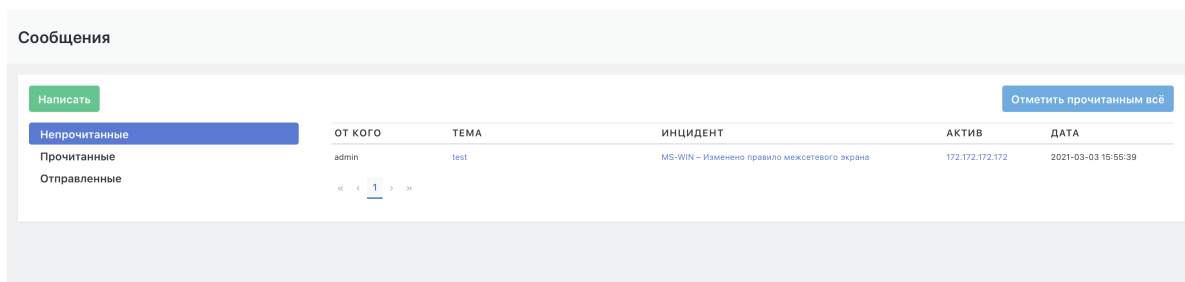 Сообщения
Написать
Отметить прочитанным всё
Непрочитанные
Прочитанные
Отправленные
ОТ КОГО ТЕМА ИНЦИДЕНТ АКТИВ ДАТА
admin test MS-WIN – Изменено правило межсетевого экрана 172.172.172.172 2021-03-03 15:55:39
« ‹ 1 › »